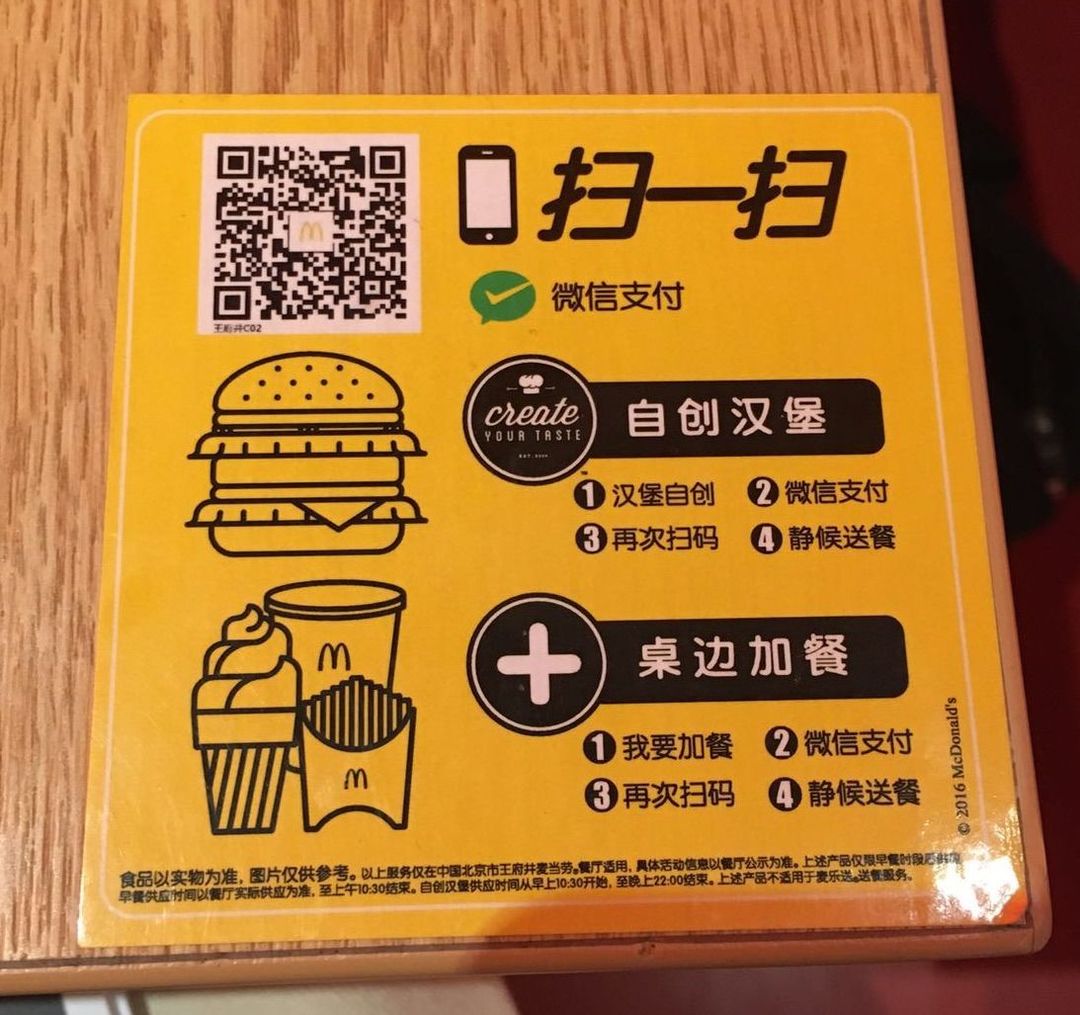 扫一扫
微信支付
王府井C02
create
YOUR TASTE
自创汉堡
1 汉堡自创 2 微信支付
3 再次扫码 4 静候送餐
桌边加餐
1 我要加餐 2 微信支付
3 再次扫码 4 静候送餐
© 2016 McDonald's
食品以实物为准，图片仅供参考。以上服务仅在中国北京市王府井麦当劳。餐厅适用，具体活动信息以餐厅公示为准。上述产品仅限早餐时段后供应
早餐供应时间以餐厅实际供应为准，至上午10:30结束。自创汉堡供应时间从早上10:30开始，至晚上22:00结束。上述产品不适用于麦乐送。送餐服务。